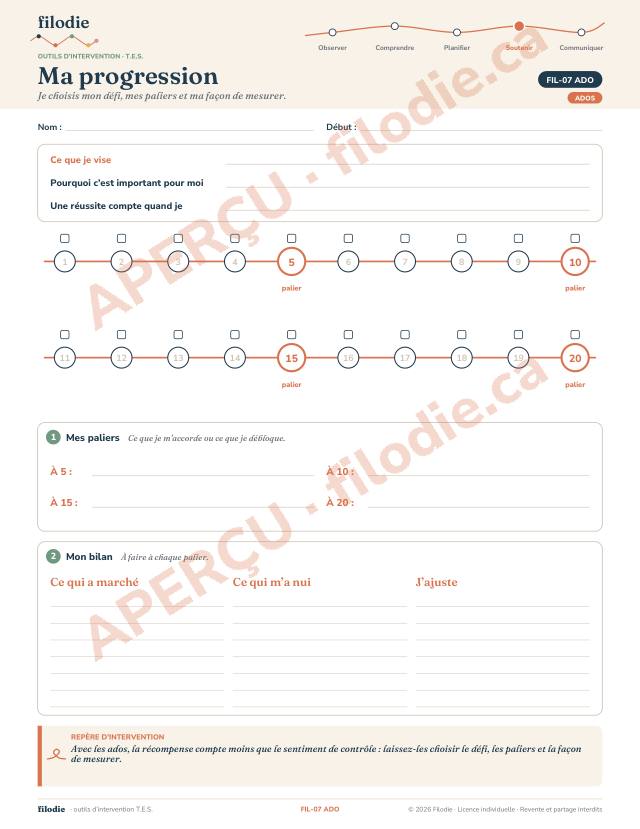 filodie
OUTILS D'INTERVENTION · T.E.S.
Observer Comprendre Planifier Soutenir Communiquer
Ma progression
Je choisis mon défi, mes paliers et ma façon de mesurer.
FIL-07 ADO
ADOS
Nom : Début :
Ce que je vise
Pourquoi c'est important pour moi
Une réussite compte quand je
1 2 3 4 5 6 7 8 9 10
palier palier
11 12 13 14 15 16 17 18 19 20
palier palier
1 Mes paliers Ce que je m'accorde ou ce que je débloque.
À 5 : À 10 :
À 15 : À 20 :
2 Mon bilan À faire à chaque palier.
Ce qui a marché Ce qui m'a nui J'ajuste
REPÈRE D'INTERVENTION
Avec les ados, la récompense compte moins que le sentiment de contrôle : laissez-les choisir le défi, les paliers et la façon
de mesurer.
filodie · outils d'intervention T.E.S. FIL-07 ADO © 2026 Filodie · Licence individuelle · Revente et partage interdits
APERÇU · filodie.ca
APERÇU · filodie.ca